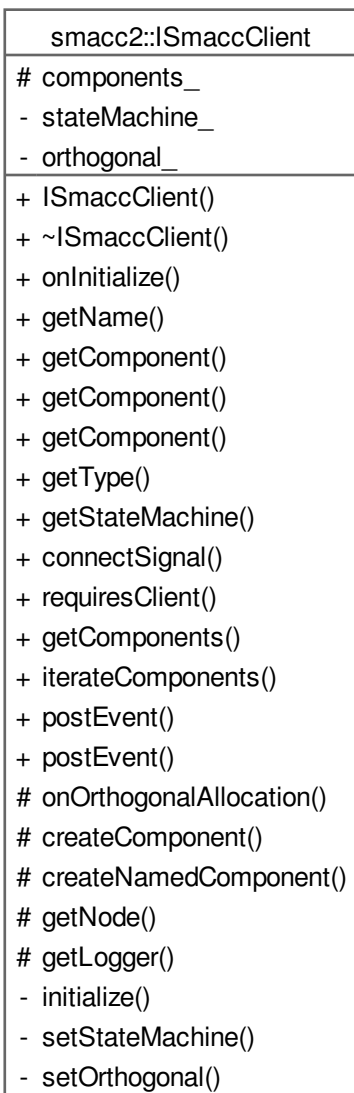 smacc2::ISmaccClient
# components_
- stateMachine_
- orthogonal_
+ ISmaccClient()
+ ~ISmaccClient()
+ onInitialize()
+ getName()
+ getComponent()
+ getComponent()
+ getComponent()
+ getType()
+ getStateMachine()
+ connectSignal()
+ requiresClient()
+ getComponents()
+ iterateComponents()
+ postEvent()
+ postEvent()
# onOrthogonalAllocation()
# createComponent()
# createNamedComponent()
# getNode()
# getLogger()
- initialize()
- setStateMachine()
- setOrthogonal()